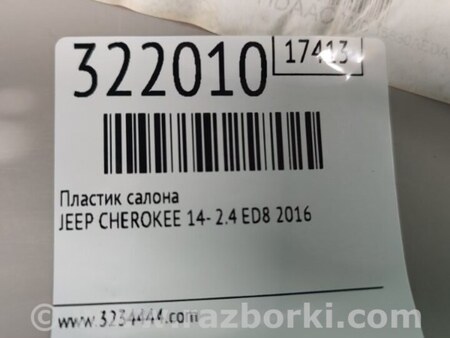 322010 17413
Пластик салона
JEEP CHEROKEE 14- 2.4 ED8 2016
www.3234444.com
razborki.com